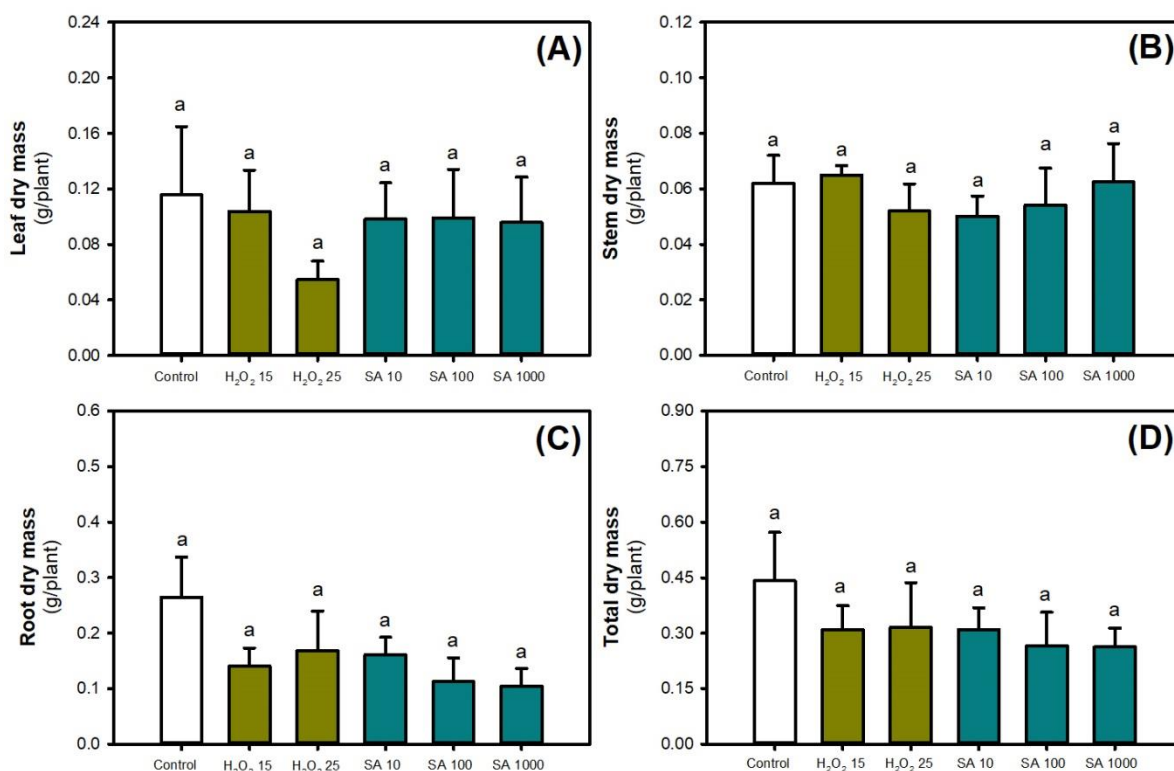 (A)
Leaf dry mass
(g/plant)
0.24
0.20
0.16
0.12
0.08
0.04
0.00
a a a a a a
Control H₂O₂ 15 H₂O₂ 25 SA 10 SA 100 SA 1000
(B)
Stem dry mass
(g/plant)
0.12
0.10
0.08
0.06
0.04
0.02
0.00
a a a a a a
Control H₂O₂ 15 H₂O₂ 25 SA 10 SA 100 SA 1000
(C)
Root dry mass
(g/plant)
0.6
0.5
0.4
0.3
0.2
0.1
0.0
a a a a a a
Control H₂O₂ 15 H₂O₂ 25 SA 10 SA 100 SA 1000
(D)
Total dry mass
(g/plant)
0.90
0.75
0.60
0.45
0.30
0.15
0.00
a a a a a a
Control H₂O₂ 15 H₂O₂ 25 SA 10 SA 100 SA 1000